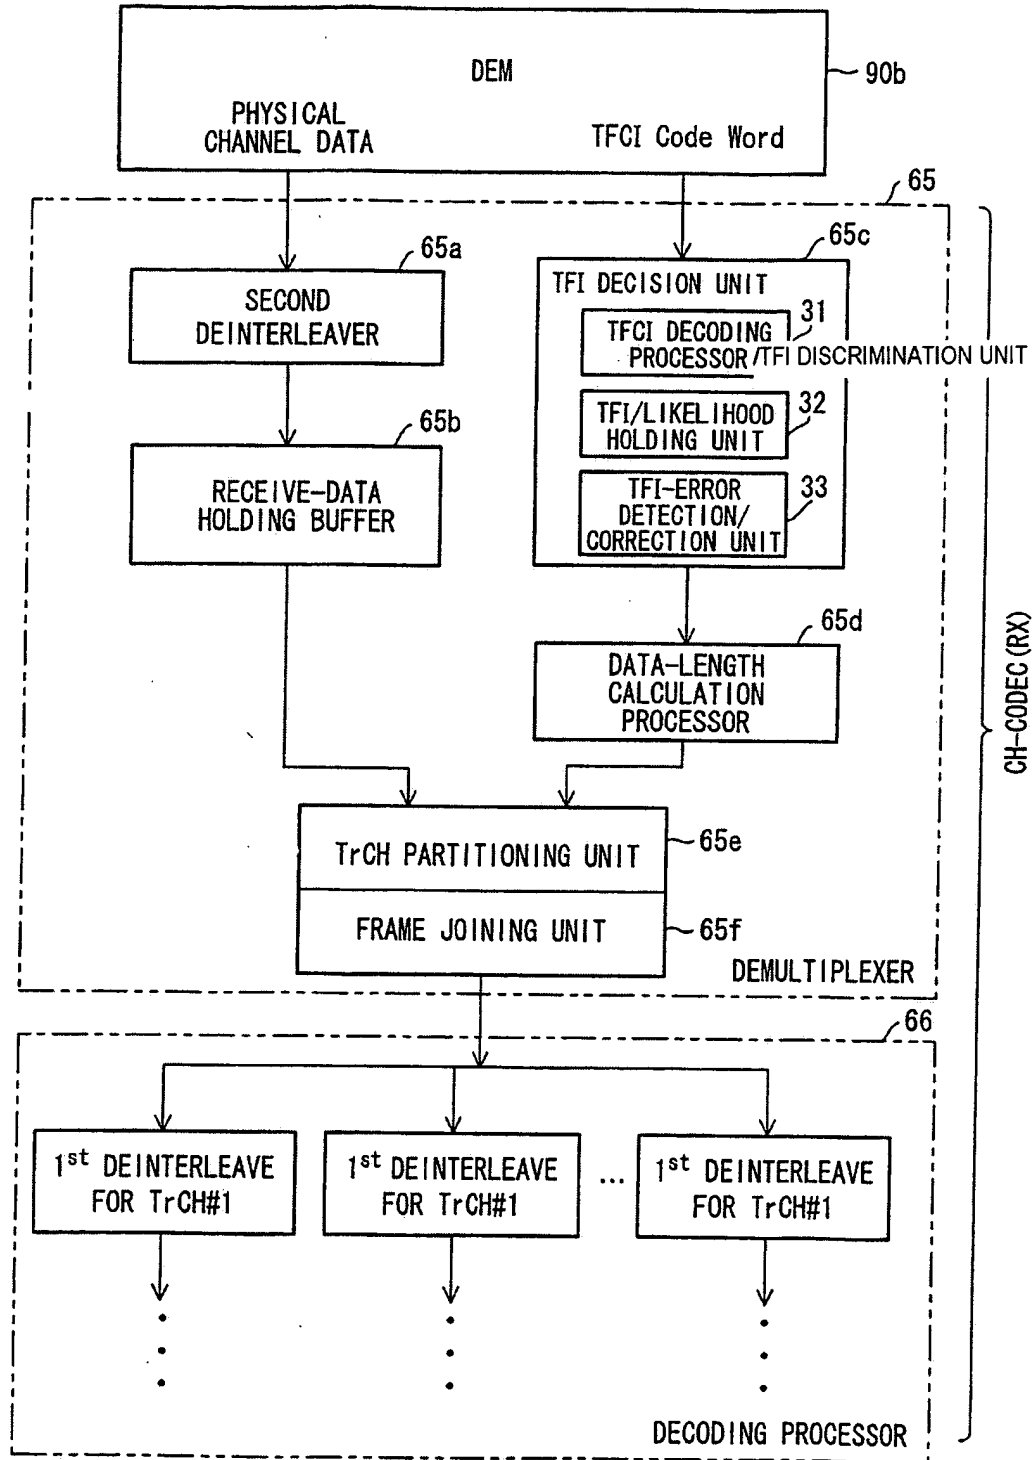 DEM
90b
PHYSICAL
CHANNEL DATA
TFCI Code Word
65
65a
65c
SECOND
DEINTERLEAVER
TFI DECISION UNIT
31
TFCI DECODING
PROCESSOR/TFI DISCRIMINATION UNIT
65b
32
TFI/LIKELIHOOD
HOLDING UNIT
RECEIVE-DATA
HOLDING BUFFER
33
TFI-ERROR
DETECTION/
CORRECTION UNIT
65d
DATA-LENGTH
CALCULATION
PROCESSOR
CH-CODEC(RX)
TrCH PARTITIONING UNIT
65e
FRAME JOINING UNIT
65f
DEMULTIPLEXER
66
1st DEINTERLEAVE
FOR TrCH#1
1st DEINTERLEAVE
FOR TrCH#1
...
1st DEINTERLEAVE
FOR TrCH#1
DECODING PROCESSOR